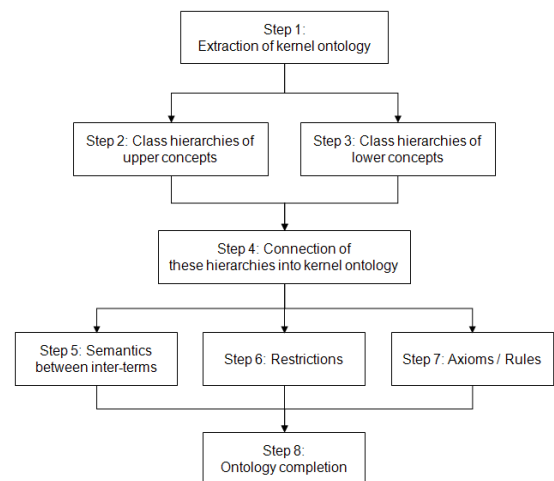 Step 1:
Extraction of kernel ontology
Step 2: Class hierarchies of
upper concepts
Step 3: Class hierarchies of
lower concepts
Step 4: Connection of
these hierarchies into kernel ontology
Step 5: Semantics
between inter-terms
Step 6: Restrictions
Step 7: Axioms / Rules
Step 8:
Ontology completion